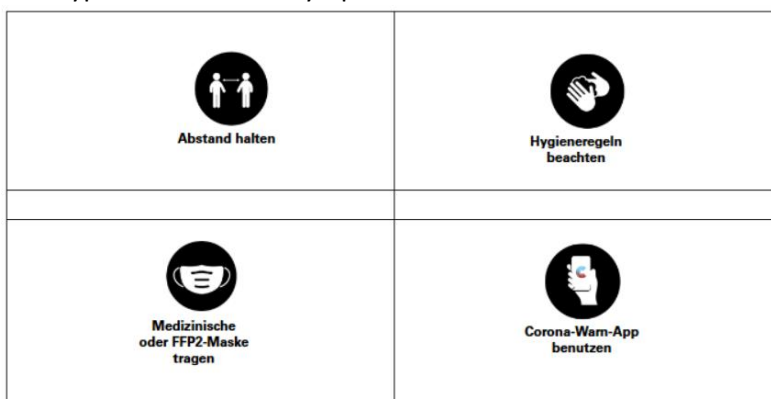 Abstand halten
Hygieneregeln
beachten
Medizinische
oder FFP2-Maske
tragen
Corona-Warn-App
benutzen